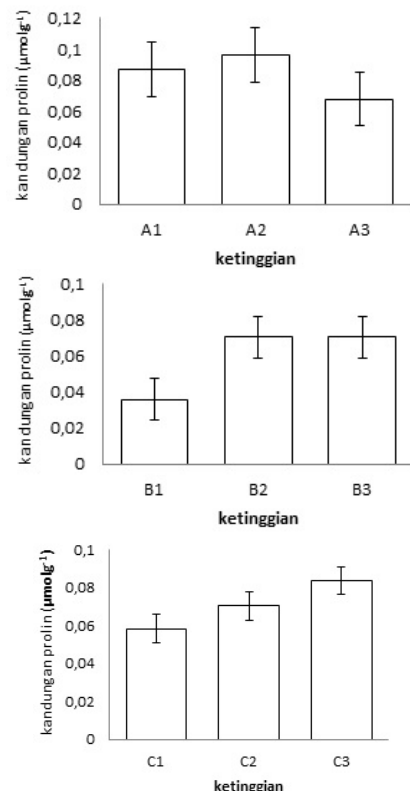 kandungan prolin (µmolg⁻¹)
0,12
0,1
0,08
0,06
0,04
0,02
0
A1 A2 A3
ketinggian
kandungan prolin (µmolg⁻¹)
0,1
0,08
0,06
0,04
0,02
0
B1 B2 B3
ketinggian
kandungan prolin (µmolg⁻¹)
0,1
0,08
0,06
0,04
0,02
0
C1 C2 C3
ketinggian